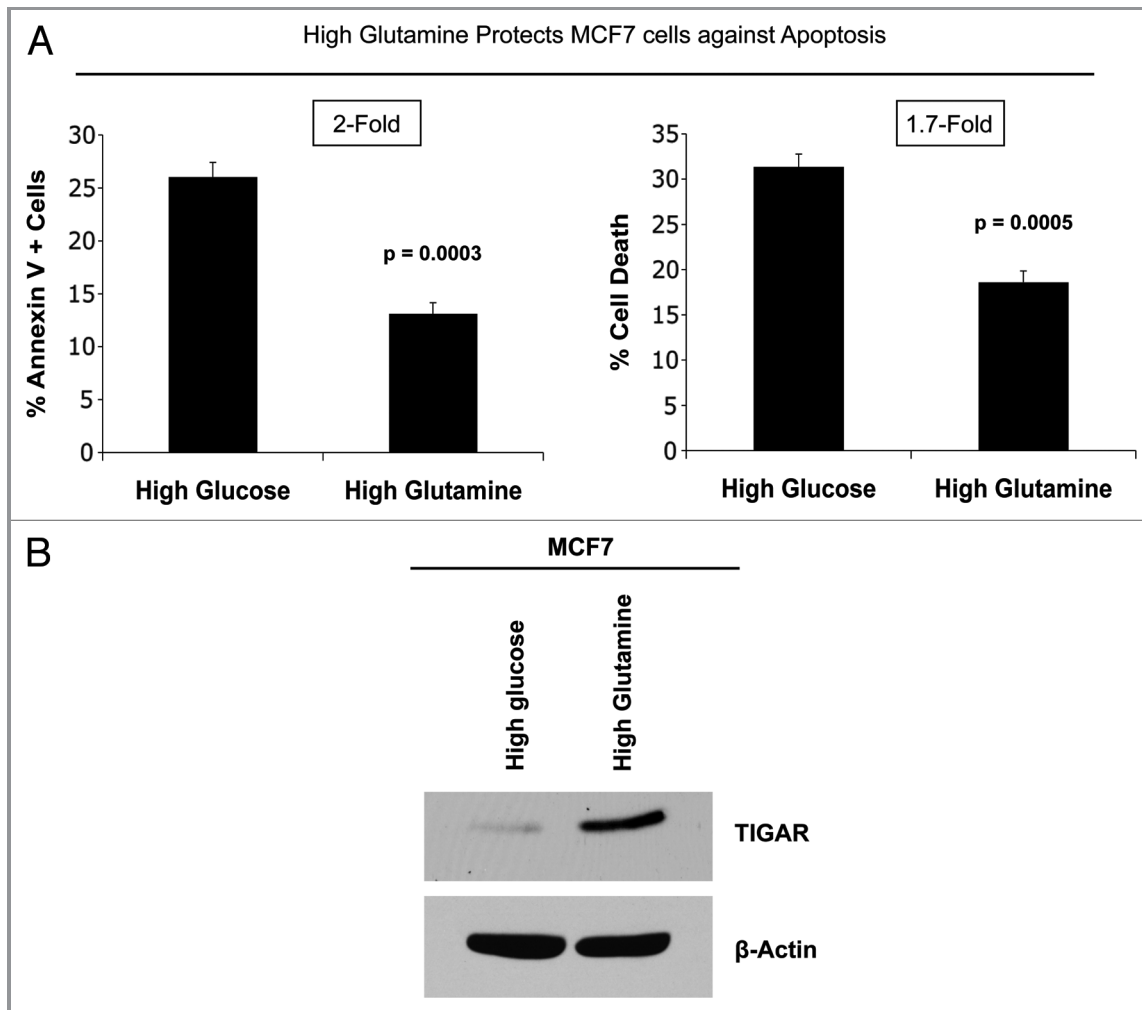 A
High Glutamine Protects MCF7 cells against Apoptosis
2-Fold
% Annexin V + Cells
30
25
20
15
10
5
0
p = 0.0003
High Glucose
High Glutamine
1.7-Fold
% Cell Death
35
30
25
20
15
10
5
0
p = 0.0005
High Glucose
High Glutamine
B
MCF7
High glucose
High Glutamine
TIGAR
β-Actin